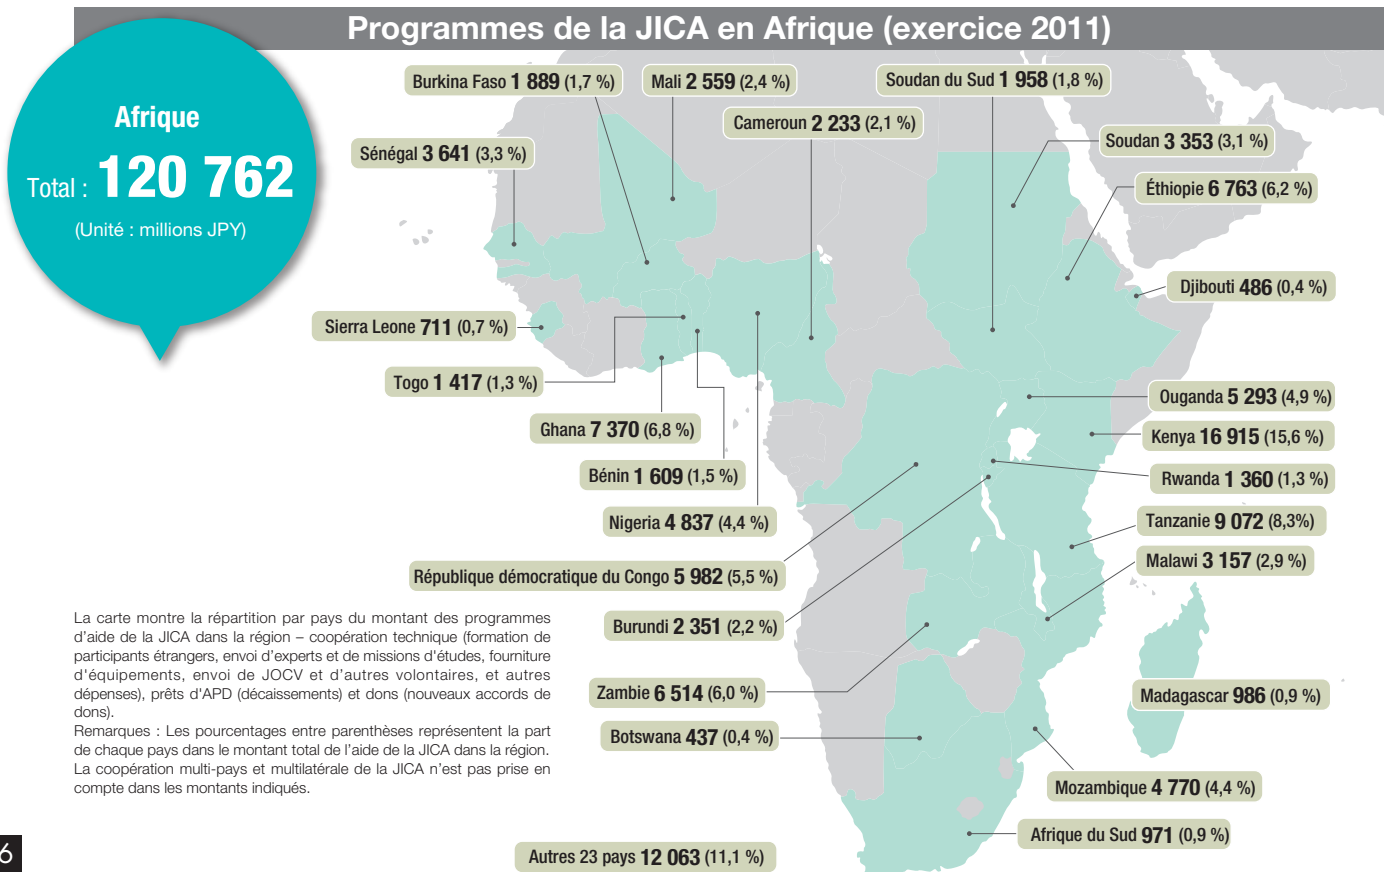 Programmes de la JICA en Afrique (exercice 2011)
Afrique
Total : 120 762
(Unité : millions JPY)
Burkina Faso 1 889 (1,7 %)
Mali 2 559 (2,4 %)
Soudan du Sud 1 958 (1,8 %)
Cameroun 2 233 (2,1 %)
Sénégal 3 641 (3,3 %)
Soudan 3 353 (3,1 %)
Éthiopie 6 763 (6,2 %)
Djibouti 486 (0,4 %)
Sierra Leone 711 (0,7 %)
Togo 1 417 (1,3 %)
Ouganda 5 293 (4,9 %)
Ghana 7 370 (6,8 %)
Kenya 16 915 (15,6 %)
Bénin 1 609 (1,5 %)
Rwanda 1 360 (1,3 %)
Nigeria 4 837 (4,4 %)
Tanzanie 9 072 (8,3%)
Malawi 3 157 (2,9 %)
République démocratique du Congo 5 982 (5,5 %)
Burundi 2 351 (2,2 %)
Zambie 6 514 (6,0 %)
Madagascar 986 (0,9 %)
Botswana 437 (0,4 %)
Mozambique 4 770 (4,4 %)
Afrique du Sud 971 (0,9 %)
Autres 23 pays 12 063 (11,1 %)
La carte montre la répartition par pays du montant des programmes
d'aide de la JICA dans la région – coopération technique (formation de
participants étrangers, envoi d'experts et de missions d'études, fourniture
d'équipements, envoi de JOCV et d'autres volontaires, et autres
dépenses), prêts d'APD (décaissements) et dons (nouveaux accords de
dons).
Remarques : Les pourcentages entre parenthèses représentent la part
de chaque pays dans le montant total de l'aide de la JICA dans la région.
La coopération multi-pays et multilatérale de la JICA n'est pas prise en
compte dans les montants indiqués.
6